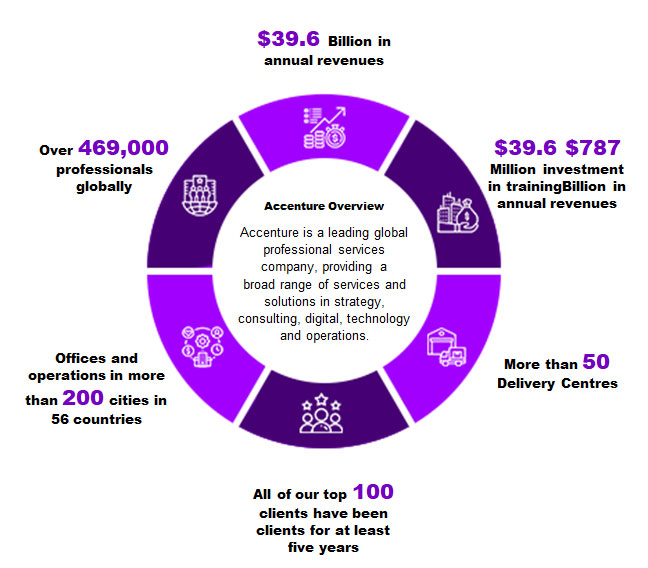 $39.6 Billion in
annual revenues
Over 469,000
professionals
globally
$39.6 $787
Million investment
in trainingBillion in
annual revenues
Accenture Overview
Accenture is a leading global
professional services
company, providing a
broad range of services and
solutions in strategy,
consulting, digital, technology
and operations.
Offices and
operations in more
than 200 cities in
56 countries
More than 50
Delivery Centres
All of our top 100
clients have been
clients for at least
five years